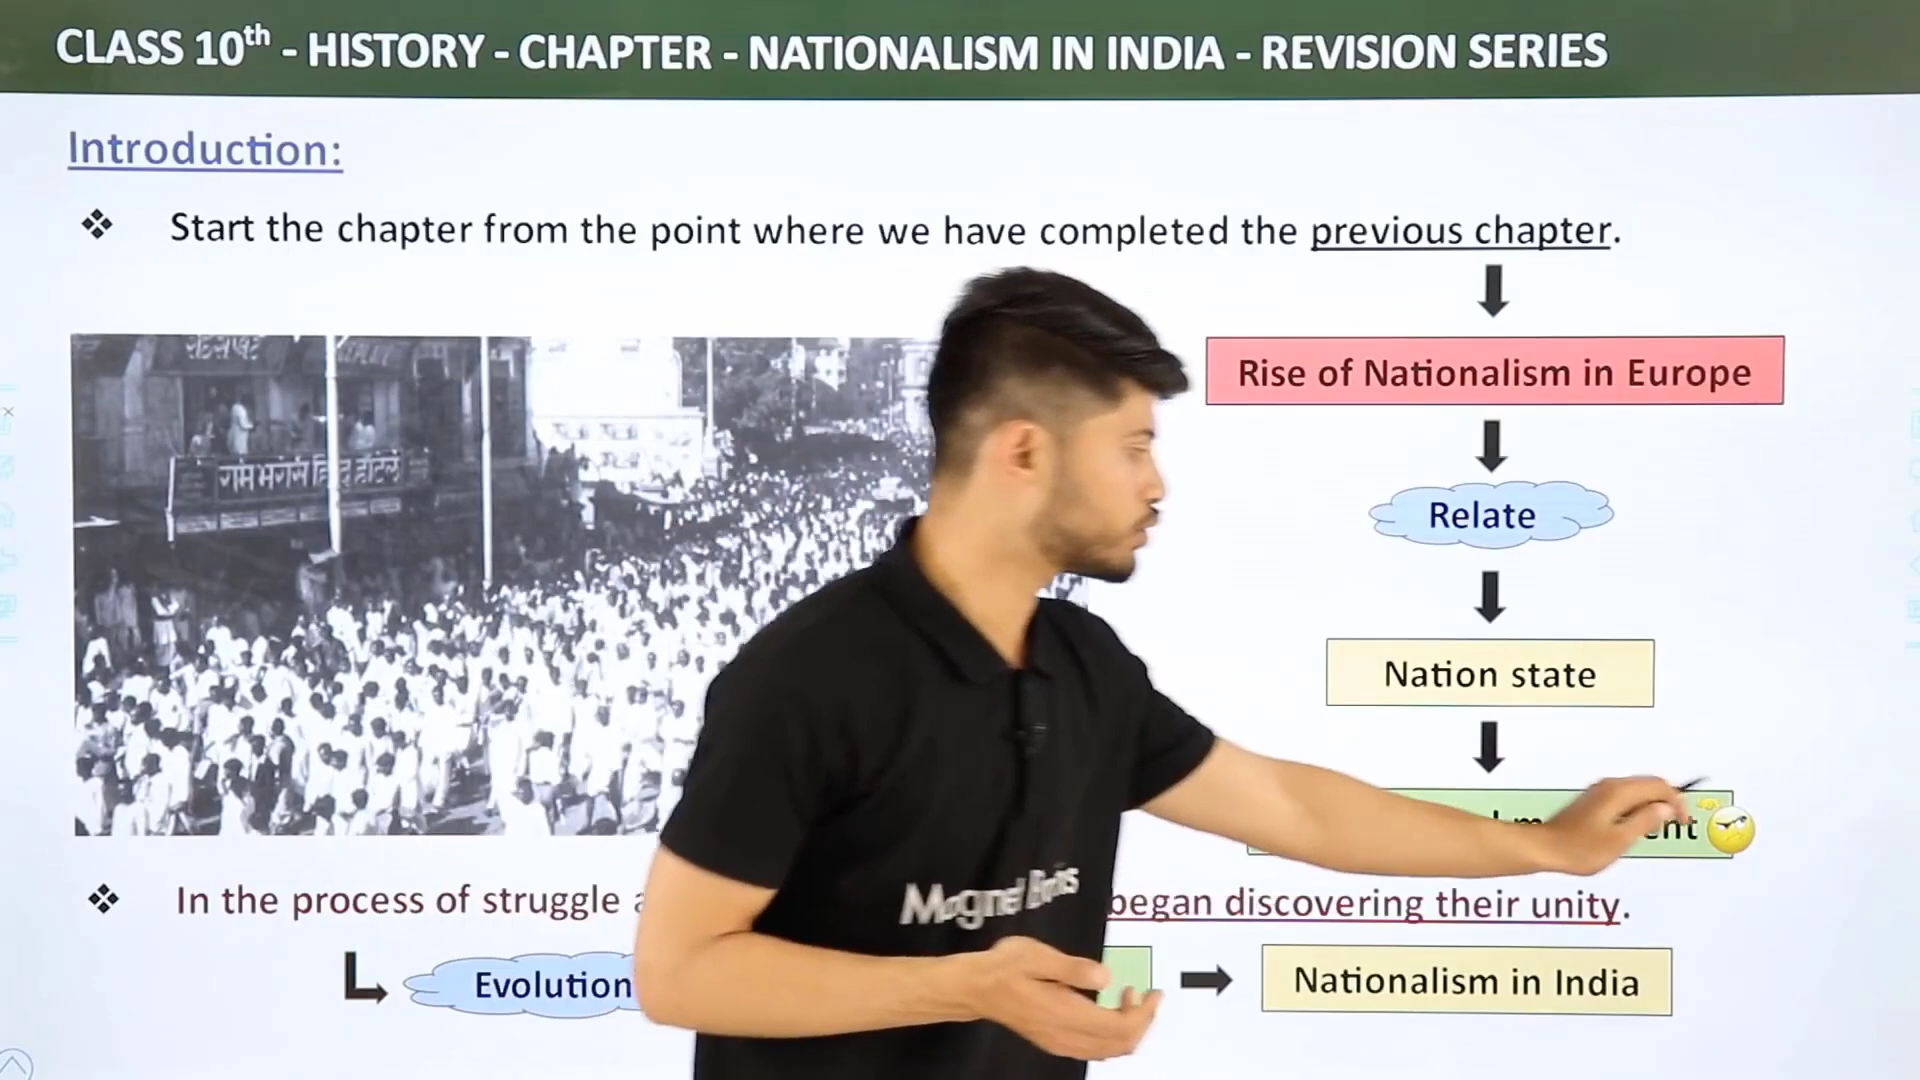 CLASS 10th - HISTORY - CHAPTER - NATIONALISM IN INDIA - REVISION SERIES
Introduction:
❖ Start the chapter from the point where we have completed the previous chapter.
Rise of Nationalism in Europe
Relate
Nation state
❖ In the process of struggle
began discovering their unity.
Evolution
Nationalism in India
Magnet Brains